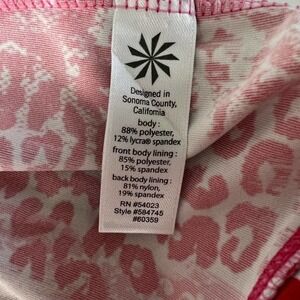 Designed in
Sonoma County,
California
body :
88% polyester,
12% lycra® spandex
front body lining :
85% polyester,
15% spandex
back body lining :
81% nylon,
19% spandex
RN #54023
Style #584745
#60359